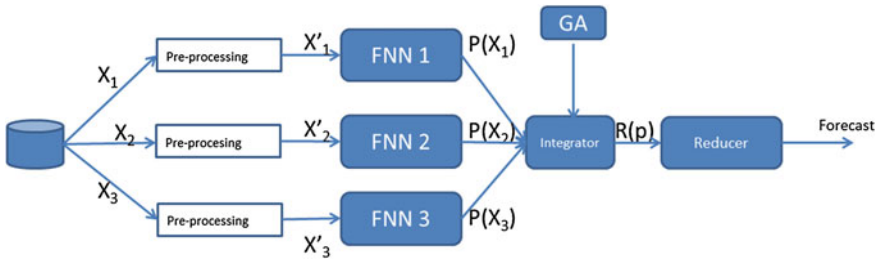 GA
X₁
Pre-processing
X'₁
FNN 1
P(X₁)
X₂
Pre-procesing
X'₂
FNN 2
P(X₂)
Integrator
R(p)
Reducer
Forecast
X₃
Pre-processing
X'₃
FNN 3
P(X₃)